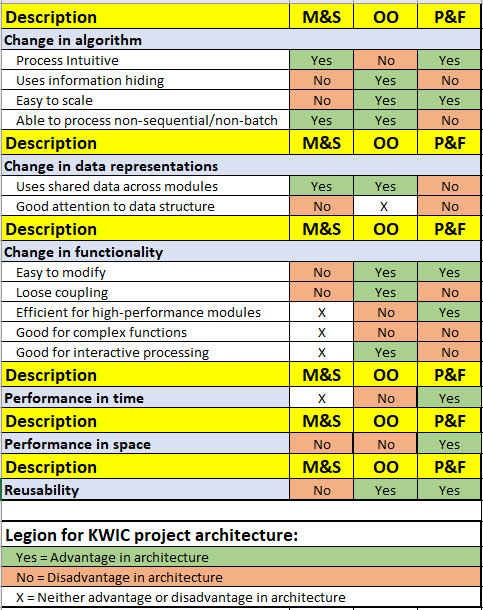 Description M&S OO P&F
Change in algorithm
Process Intuitive Yes No Yes
Uses information hiding No Yes No
Easy to scale No Yes Yes
Able to process non-sequential/non-batch Yes Yes No
Description M&S OO P&F
Change in data representations
Uses shared data across modules Yes Yes No
Good attention to data structure No X No
Description M&S OO P&F
Change in functionality
Easy to modify No Yes Yes
Loose coupling No Yes No
Efficient for high-performance modules X No Yes
Good for complex functions X No No
Good for interactive processing X Yes No
Description M&S OO P&F
Performance in time X No Yes
Description M&S OO P&F
Performance in space No No Yes
Description M&S OO P&F
Reusability No Yes Yes
Legion for KWIC project architecture:
Yes = Advantage in architecture
No = Disadvantage in architecture
X = Neither advantage or disadvantage in architecture